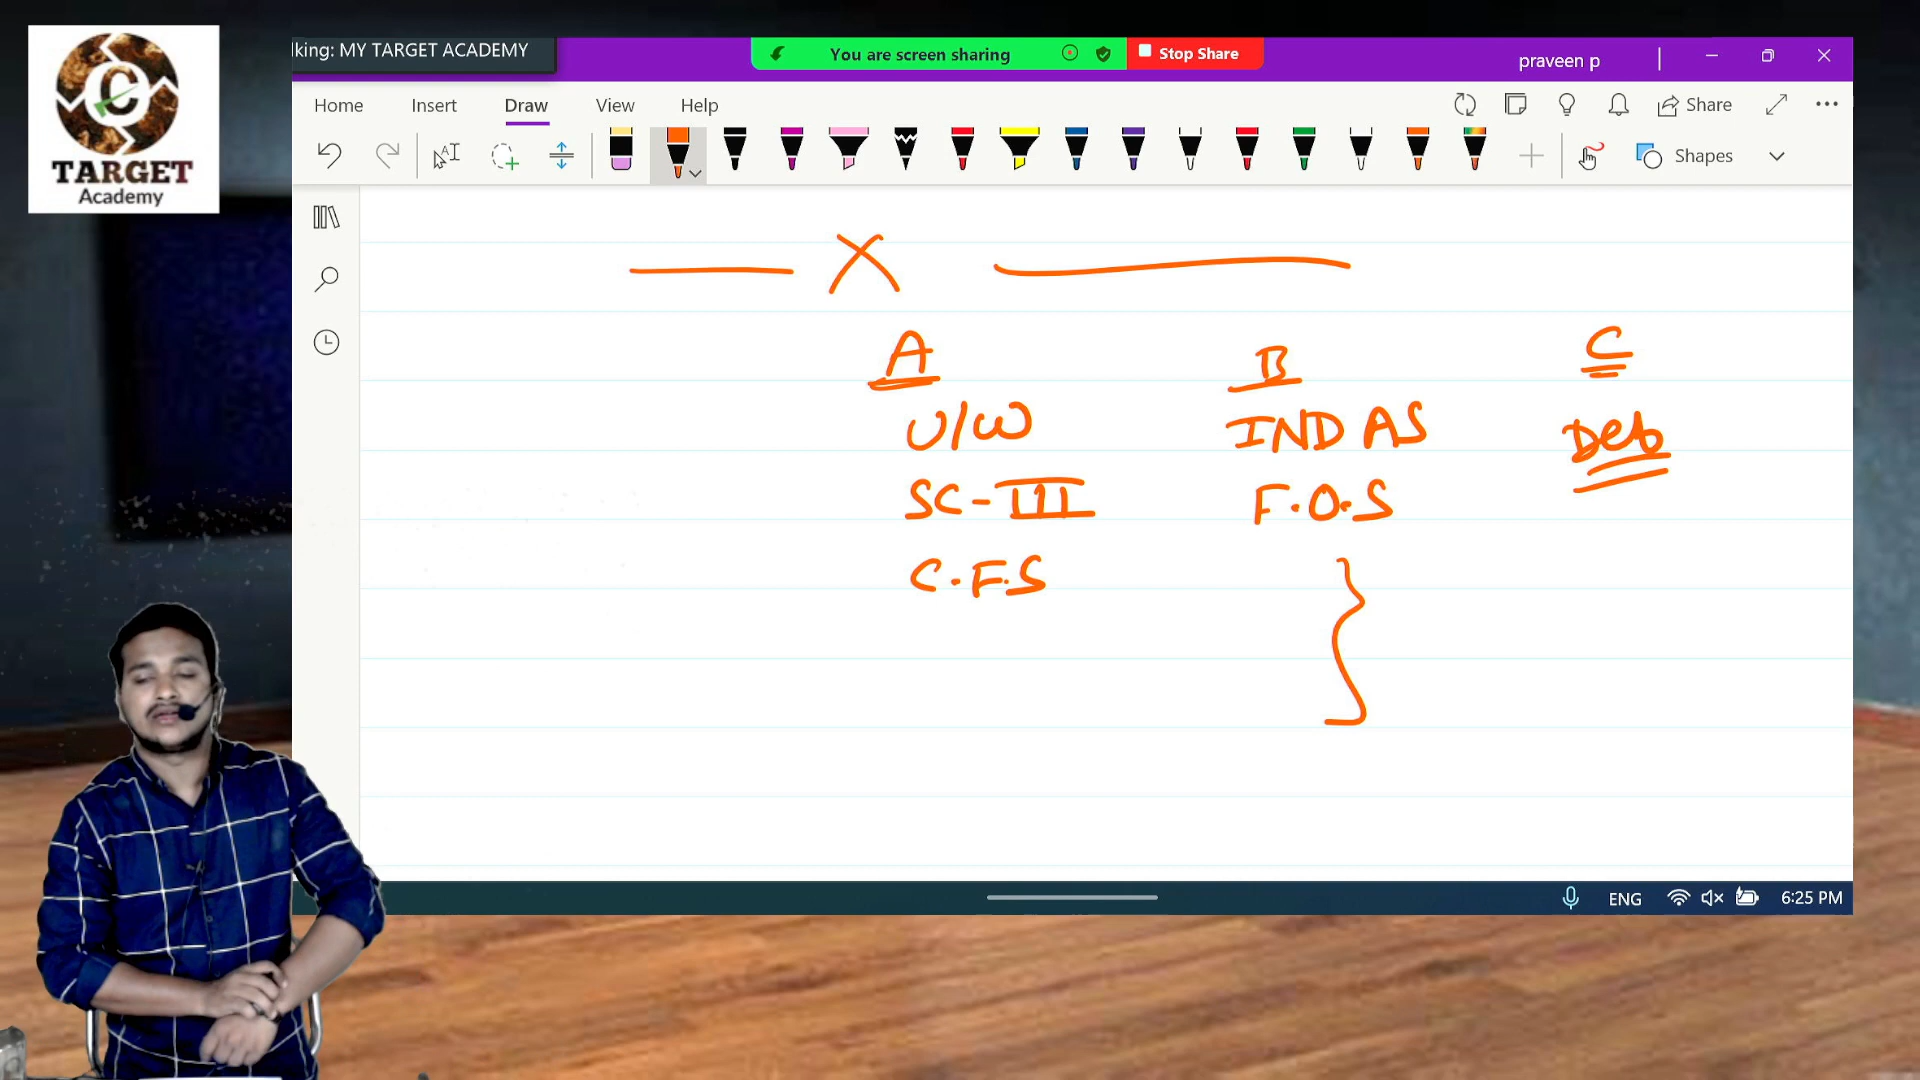 TARGET
Academy
lking: MY TARGET ACADEMY
You are screen sharing
Stop Share
praveen p
Home Insert Draw View Help
Share
Shapes
X
A B C
U/W IND AS Deb
SC-III F.O.S
C.F.S
ENG 6:25 PM